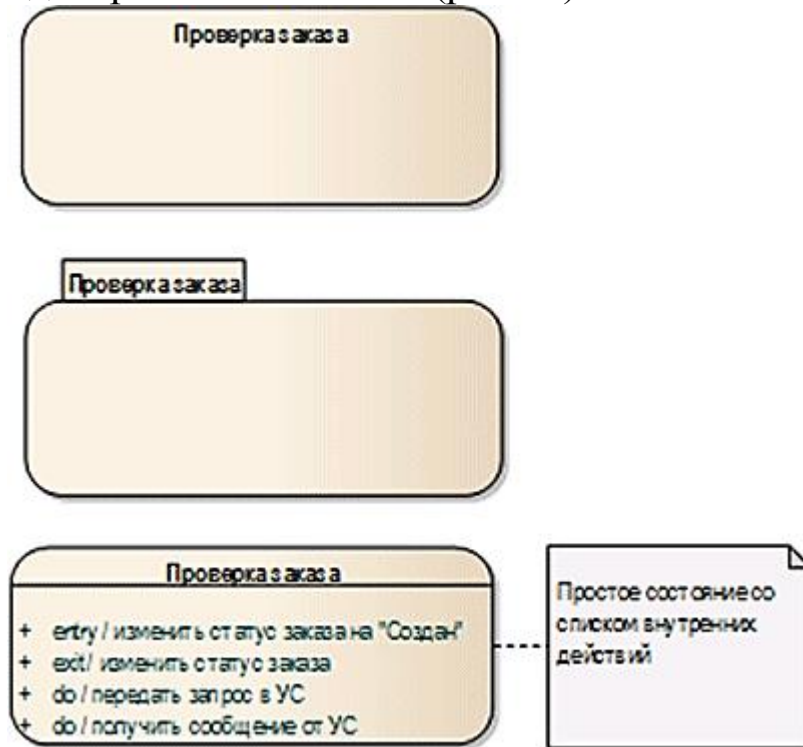 Проверка заказа
Проверка заказа
Проверка заказа
+ entry / изменить статус заказа на "Создан"
+ exit / изменить статус заказа
+ do / передать запрос в УС
+ do / получить сообщение от УС
Простое состояние со
списком внутренних
действий